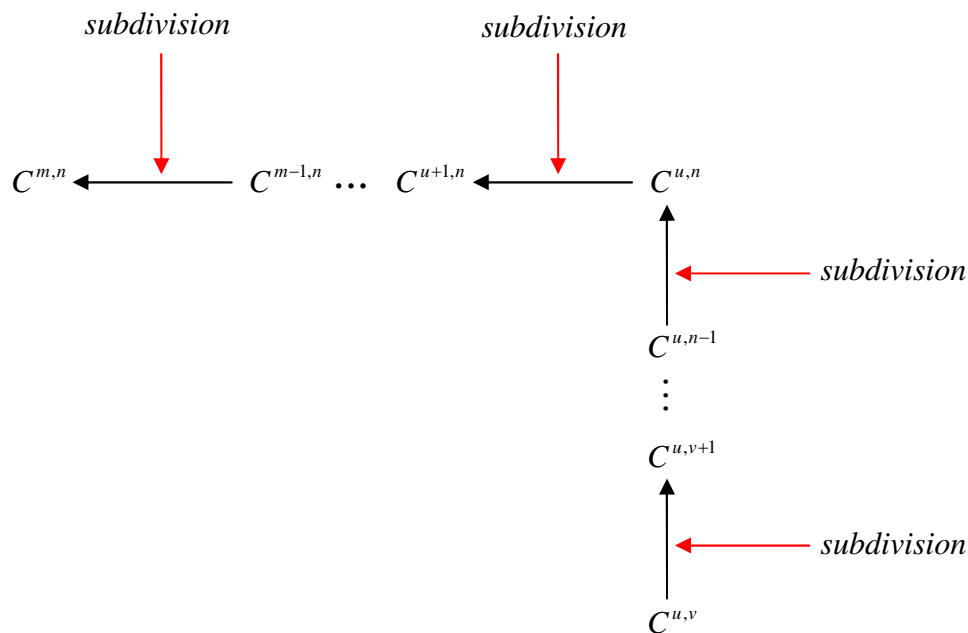 subdivision subdivision
C^{m,n} C^{m-1,n} ... C^{u+1,n} C^{u,n}
subdivision
C^{u,n-1}
⋮
C^{u,v+1}
subdivision
C^{u,v}